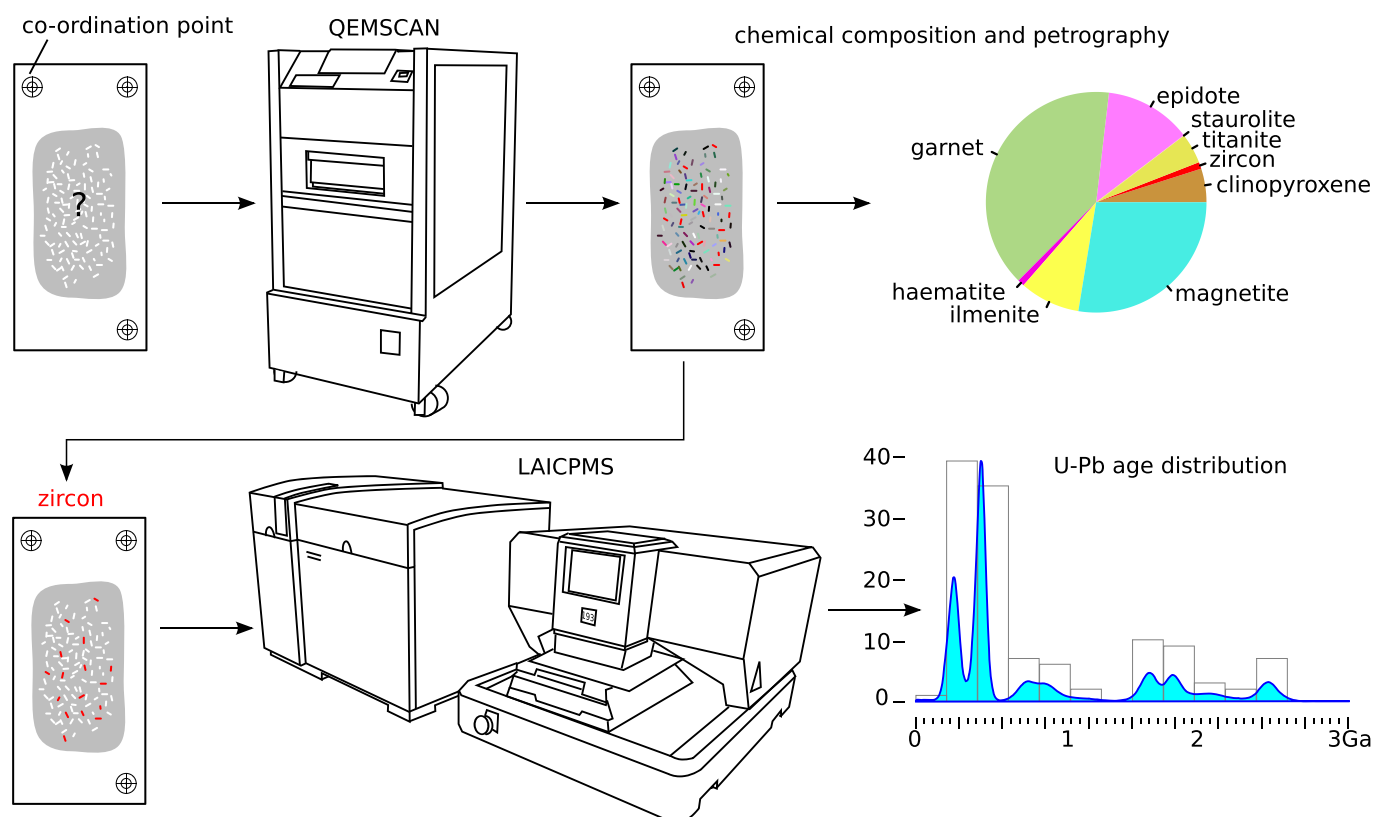 co-ordination point
QEMSCAN
chemical composition and petrography
?
garnet
epidote
staurolite
titanite
zircon
clinopyroxene
haematite
ilmenite
magnetite
zircon
LAICPMS
193
U-Pb age distribution
40
30
20
10
0
0 1 2 3Ga